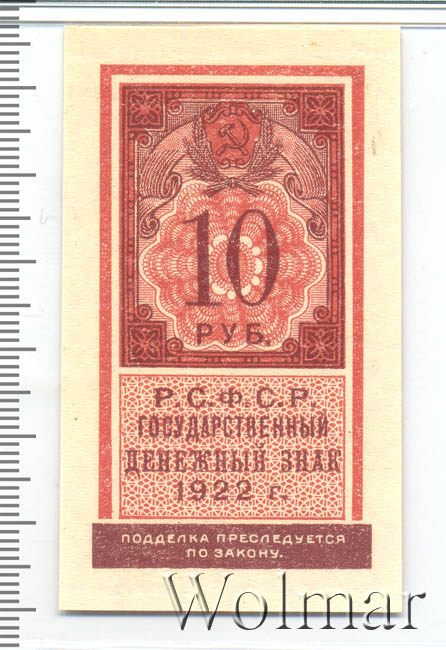 10
РУБ.
Р.С.Ф.С.Р.
ГОСУДАРСТВЕННЫЙ
ДЕНЕЖНЫЙ ЗНАК
1922 г.
ПОДДЕЛКА ПРЕСЛЕДУЕТСЯ
ПО ЗАКОНУ.
Wolmar